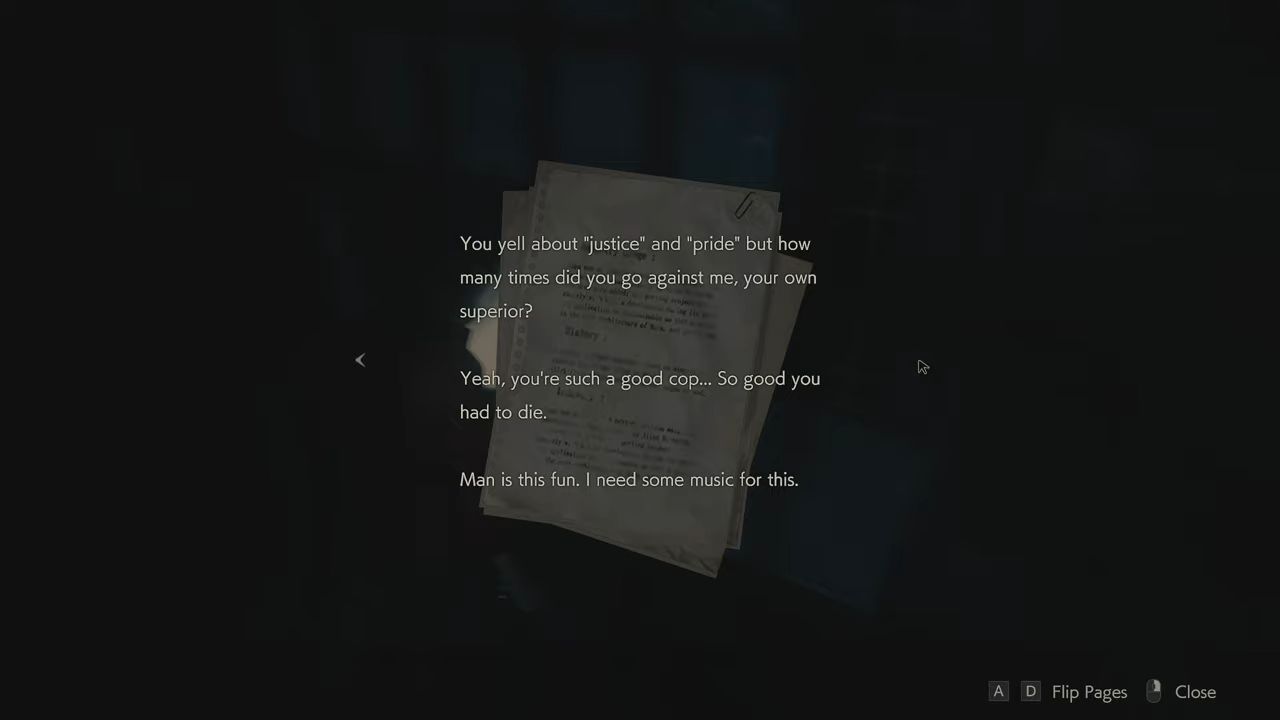 You yell about "justice" and "pride" but how
many times did you go against me, your own
superior?
Yeah, you're such a good cop... So good you
had to die.
Man is this fun. I need some music for this.
A D Flip Pages Close